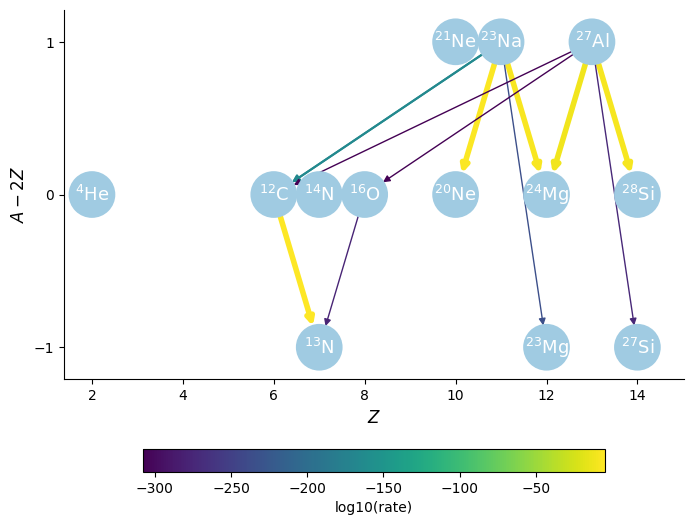 1
²¹Ne ²³Na ²⁷Al
A − 2Z
0
⁴He ¹²C ¹⁴N ¹⁶O ²⁰Ne ²⁴Mg ²⁸Si
−1
¹³N ²³Mg ²⁷Si
2 4 6 8 10 12 14
Z
−300 −250 −200 −150 −100 −50
log10(rate)